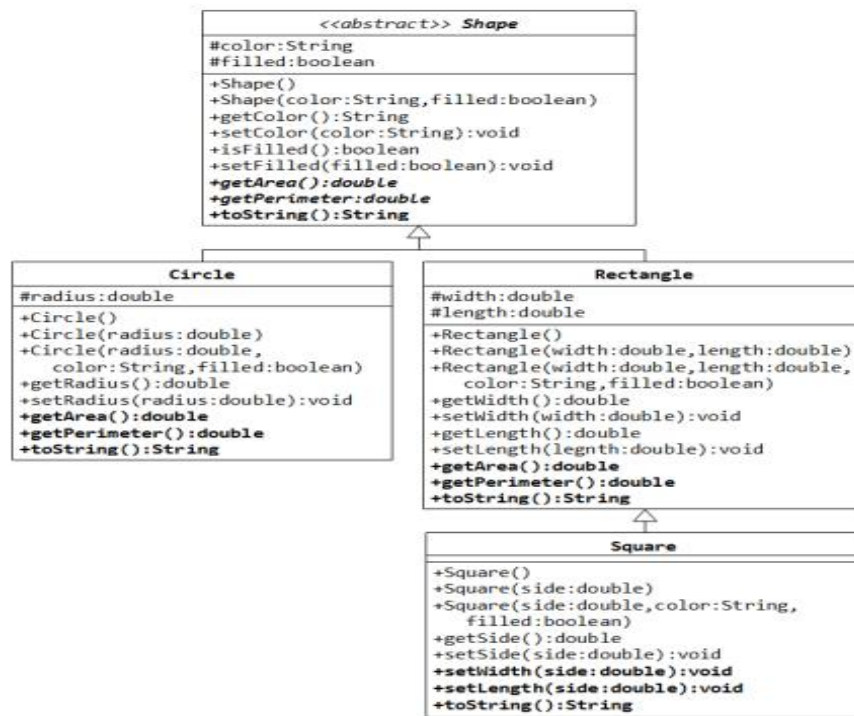 <<abstract>> Shape
#color:String
#filled:boolean
+Shape()
+Shape(color:String,filled:boolean)
+getColor():String
+setColor(color:String):void
+isFilled():boolean
+setFilled(filled:boolean):void
+getArea():double
+getPerimeter:double
+toString():String
Circle
#radius:double
+Circle()
+Circle(radius:double)
+Circle(radius:double,
color:String,filled:boolean)
+getRadius():double
+setRadius(radius:double):void
+getArea():double
+getPerimeter():double
+toString():String
Rectangle
#width:double
#length:double
+Rectangle()
+Rectangle(width:double,length:double)
+Rectangle(width:double,length:double,
color:String,filled:boolean)
+getWidth():double
+setWidth(width:double):void
+getLength():double
+setLength(legnth:double):void
+getArea():double
+getPerimeter():double
+toString():String
Square
+Square()
+Square(side:double)
+Square(side:double,color:String,
filled:boolean)
+getSide():double
+setSide(side:double):void
+setWidth(side:double):void
+setLength(side:double):void
+toString():String